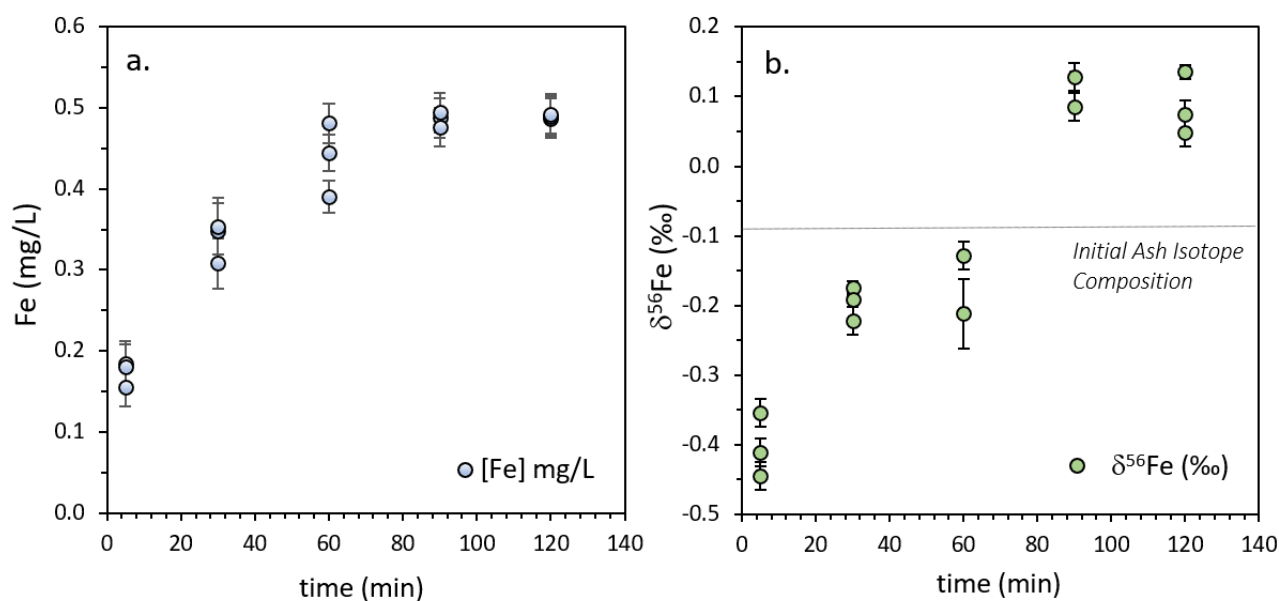 a.
Fe (mg/L)
0.6
0.5
0.4
0.3
0.2
0.1
0.0
[Fe] mg/L
0 20 40 60 80 100 120 140
time (min)
b.
δ⁵⁶Fe (‰)
0.2
0.1
0.0
-0.1
-0.2
-0.3
-0.4
-0.5
Initial Ash Isotope
Composition
δ⁵⁶Fe (‰)
0 20 40 60 80 100 120 140
time (min)